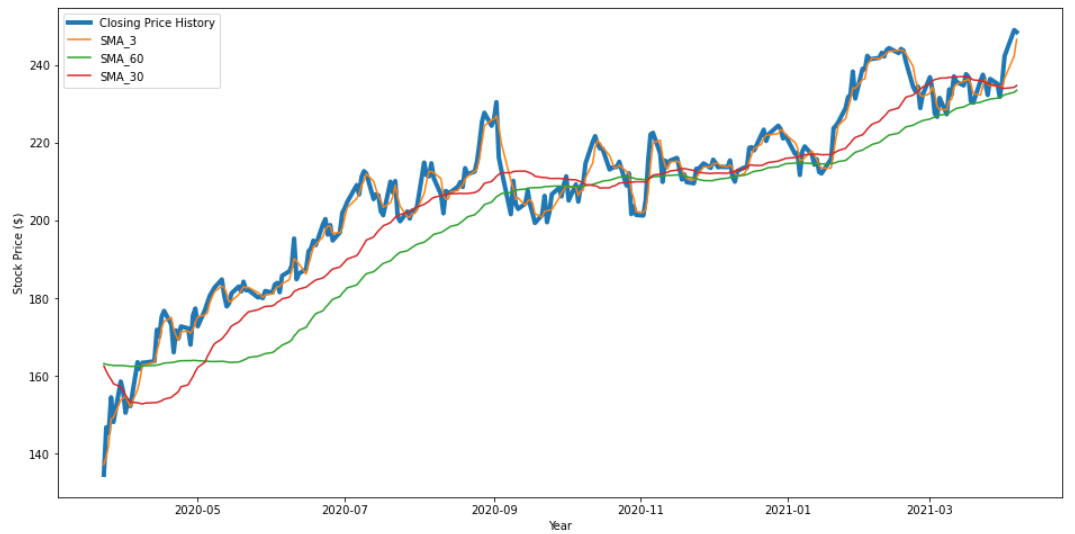 Closing Price History
SMA_3
SMA_60
SMA_30
Stock Price ($)
240
220
200
180
160
140
2020-05 2020-07 2020-09 2020-11 2021-01 2021-03
Year